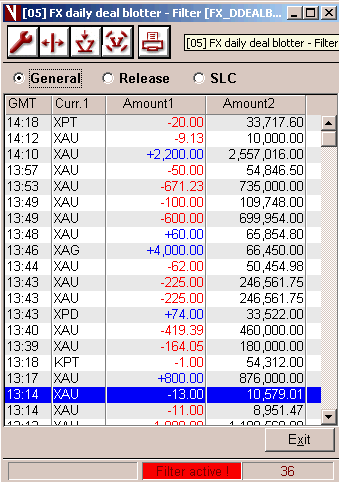 [05] FX daily deal blotter - Filter [FX_DDEALB...
[05] FX daily deal blotter - Filter
General Release SLC
GMT Curr.1 Amount1 Amount2
14:18 XPT -20.00 33,717.60
14:12 XAU -9.13 10,000.00
14:10 XAU +2,200.00 2,557,016.00
13:57 XAU -50.00 54,846.50
13:53 XAU -671.23 735,000.00
13:49 XAU -100.00 109,748.00
13:49 XAU -600.00 699,954.00
13:48 XAU +60.00 65,854.80
13:46 XAG +4,000.00 66,450.00
13:44 XAU -62.00 50,454.98
13:43 XAU -225.00 246,561.75
13:43 XAU -225.00 246,561.75
13:43 XPD +74.00 33,522.00
13:40 XAU -419.39 460,000.00
13:39 XAU -164.05 180,000.00
13:18 KPT -1.00 54,312.00
13:17 XAU +800.00 876,000.00
13:14 XAU -13.00 10,579.01
13:14 XAU -11.00 8,951.47
Exit
Filter active ! 36